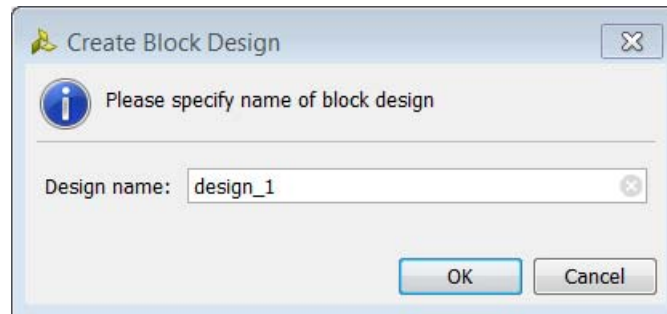 Create Block Design
Please specify name of block design
Design name: design_1
OK Cancel